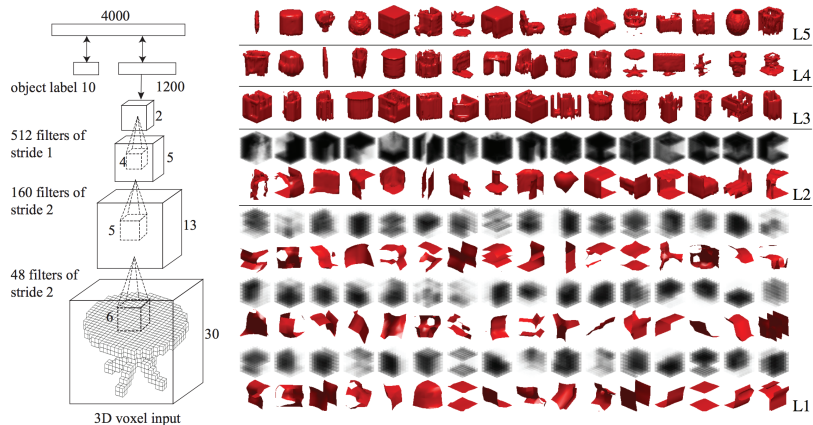 4000
object label 10
1200
2
512 filters of
stride 1
4
5
160 filters of
stride 2
5
13
48 filters of
stride 2
6
30
3D voxel input
L5
L4
L3
L2
L1